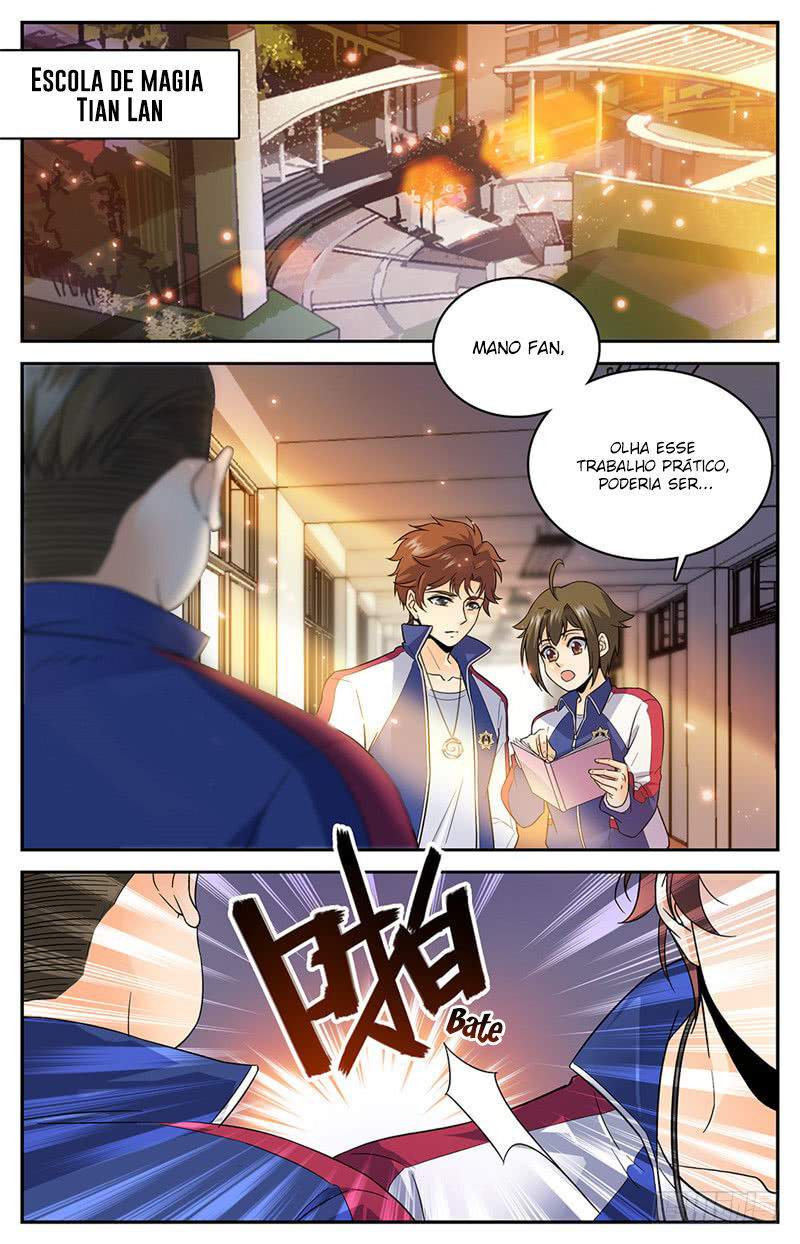 Escola de magia
Tian Lan
MANO FAN,
OLHA ESSE
TRABALHO PRÁTICO,
PODERIA SER...
啪
Bate